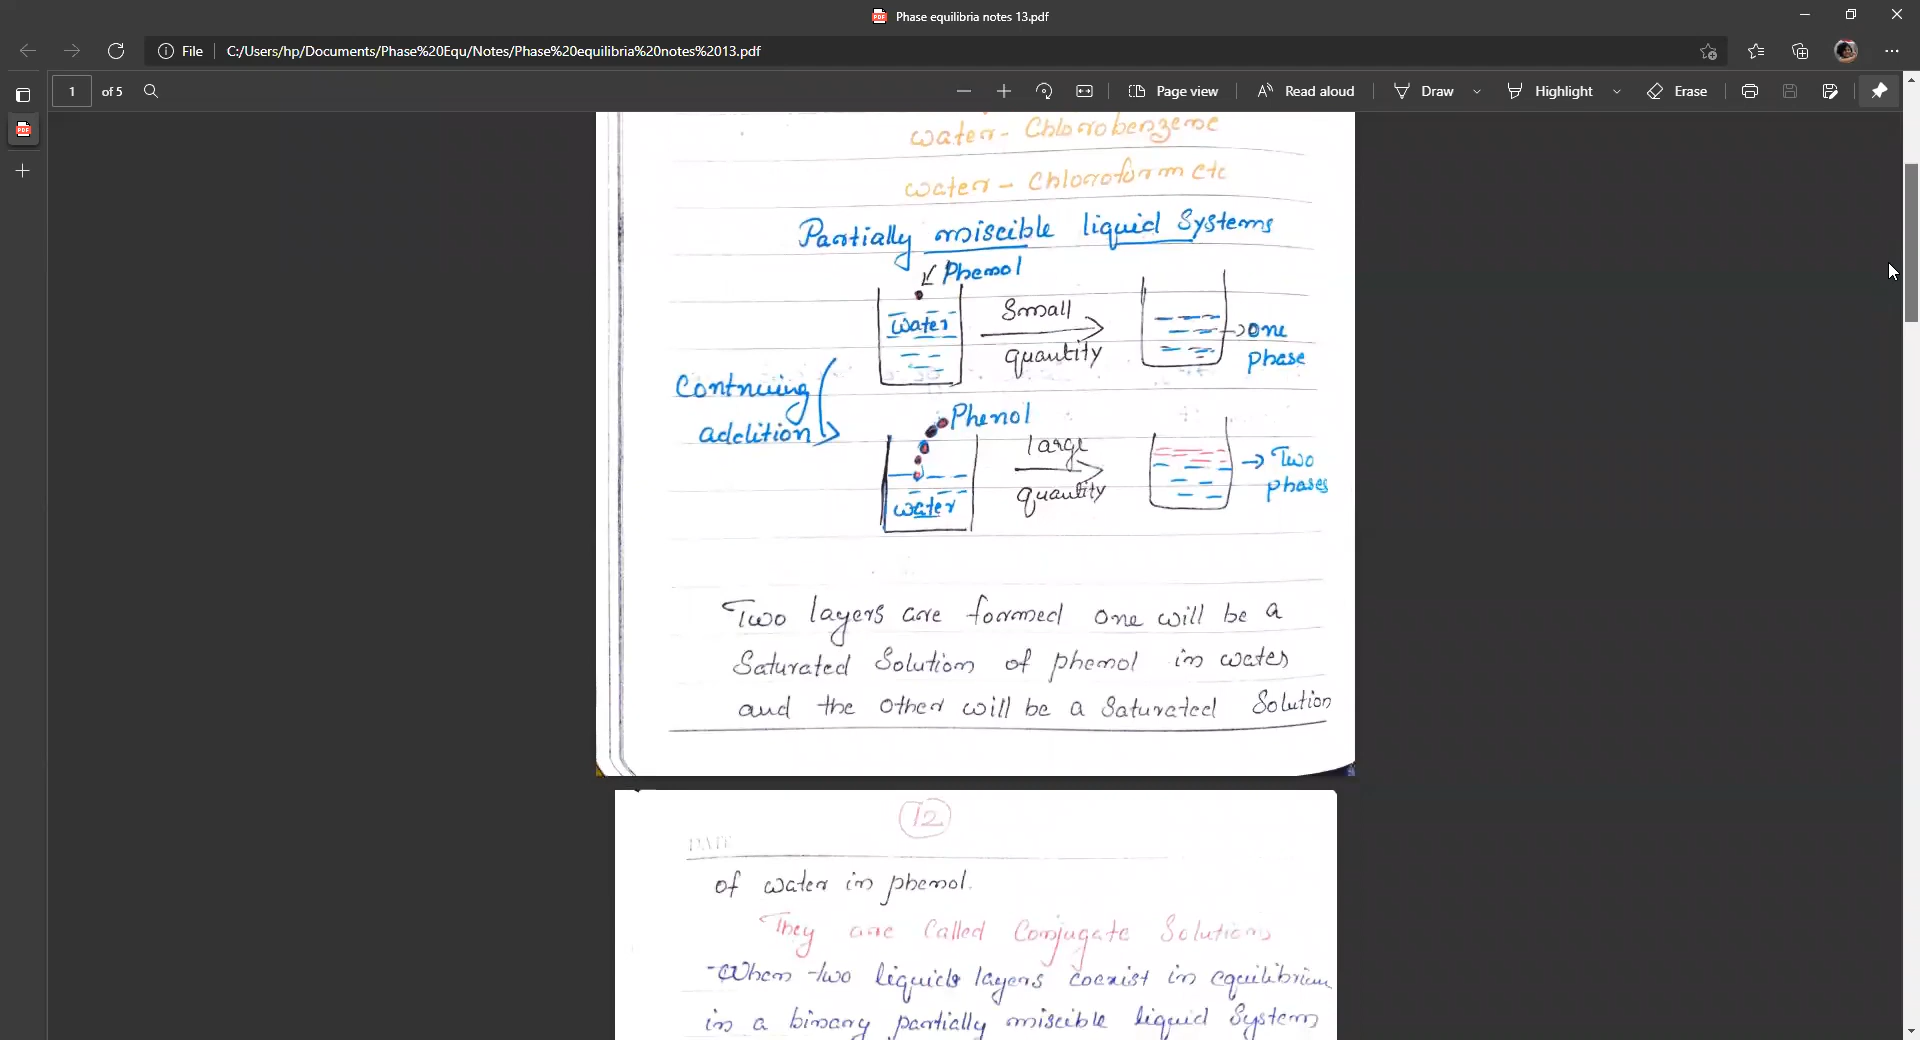 Phase equilibria notes 13.pdf
File C:/Users/hp/Documents/Phase%20Equ/Notes/Phase%20equilibria%20notes%2013.pdf
1 of 5 Page view Read aloud Draw Highlight Erase
water - Chlorobenzene
water - Chloroform etc
Partially miscible liquid Systems
Phenol
water
Small
quantity
one
phase
Contnuing
addition
Phenol
water
large
quantity
Two
phases
Two layers are formed one will be a
Saturated Solution of phenol in water
and the other will be a Saturated Solution
12
DATE
of water in phenol.
They are Called Conjugate Solutions
When two liquids layers coexist in equilibrium
in a binary partially miscible liquid System